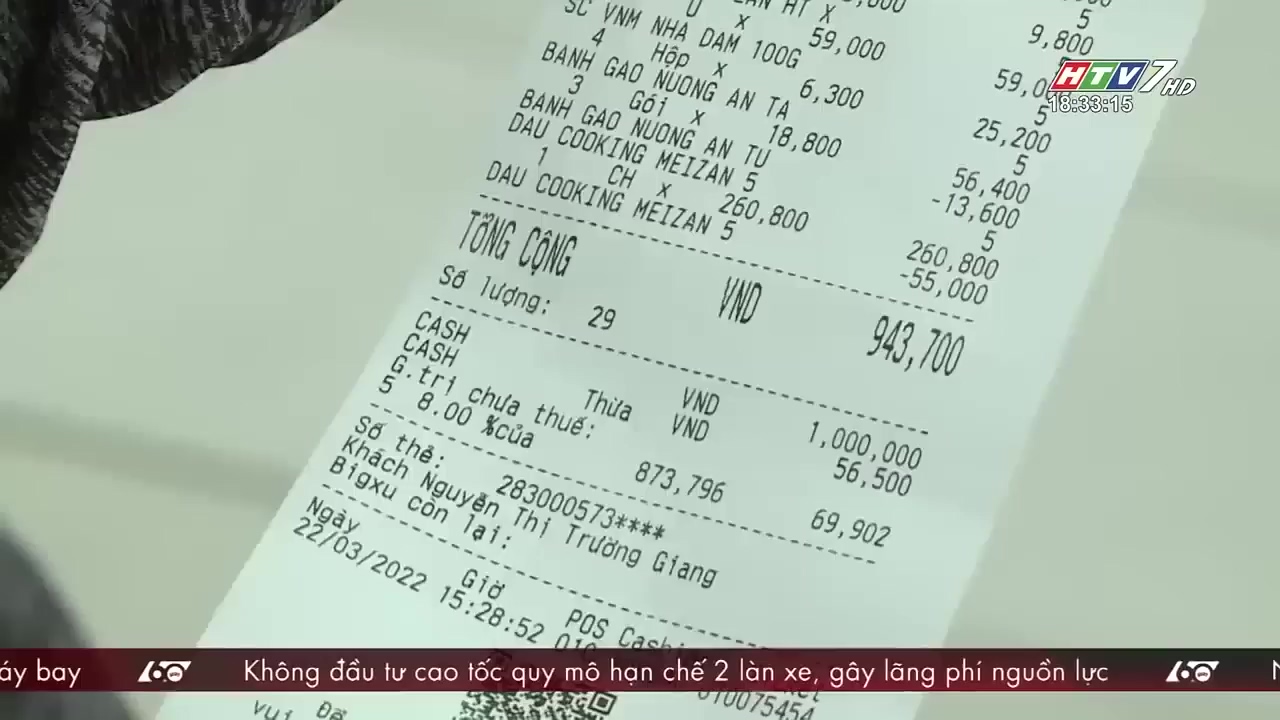 59,000
9,800
SC VNM NHA DAM 100G
59,0
4 Hộp x 6,300 25,200
BANH GAO NUONG AN TA 5
3 Gói x 18,800 56,400
BANH GAO NUONG AN TU -13,600
DAU COOKING MEIZAN 5 5
1 CH x 260,800 260,800
DAU COOKING MEIZAN 5 -55,000
TỔNG CỘNG VND 943,700
Số lượng: 29
CASH VND 1,000,000
CASH Thừa VND 56,500
G.trị chưa thuế: 873,796
5 8.00 %của 69,902
Số thẻ: 283000573****
Khách Nguyễn Thị Trường Giang
Bigxu còn lại:
Ngày Giờ POS
22/03/2022 15:28:52
010075454
HTV7 HD
18:33:15
áy bay 60 Không đầu tư cao tốc quy mô hạn chế 2 làn xe, gây lãng phí nguồn lực 60 N